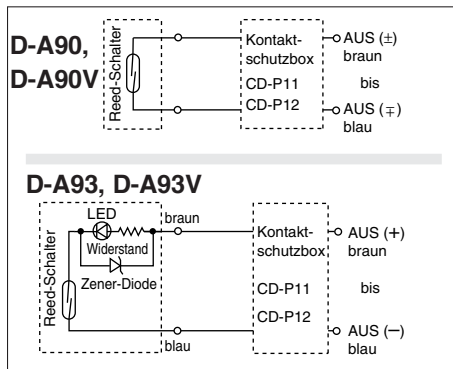 D-A90,
D-A90V
Reed-Schalter
Kontakt-
schutzbox
CD-P11
CD-P12
AUS (±)
braun
bis
AUS (∓)
blau
D-A93, D-A93V
Reed-Schalter
LED
Widerstand
Zener-Diode
braun
blau
Kontakt-
schutzbox
CD-P11
CD-P12
AUS (+)
braun
bis
AUS (—)
blau